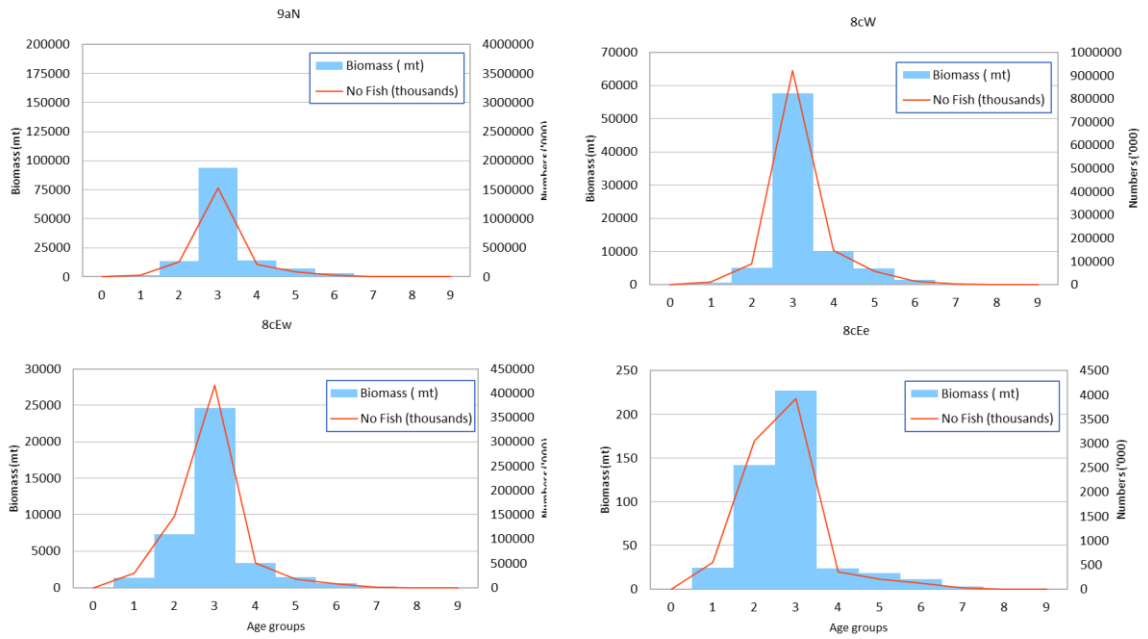 9aN
200000
175000
150000
125000
100000
75000
50000
25000
0
Biomass (mt)
4000000
3500000
3000000
2500000
2000000
1500000
1000000
500000
0
Numbers ('000)
Biomass ( mt)
No Fish (thousands)
0 1 2 3 4 5 6 7 8 9
8cW
70000
60000
50000
40000
30000
20000
10000
0
Biomass (mt)
1000000
900000
800000
700000
600000
500000
400000
300000
200000
100000
0
Numbers ('000)
Biomass ( mt)
No Fish (thousands)
0 1 2 3 4 5 6 7 8 9
8cEw
30000
25000
20000
15000
10000
5000
0
Biomass (mt)
450000
400000
350000
300000
250000
200000
150000
100000
50000
0
Numbers ('000)
Biomass ( mt)
No Fish (thousands)
0 1 2 3 4 5 6 7 8 9
Age groups
8cEe
250
200
150
100
50
0
Biomass (mt)
4500
4000
3500
3000
2500
2000
1500
1000
500
0
Numbers ('000)
Biomass ( mt)
No Fish (thousands)
0 1 2 3 4 5 6 7 8 9
Age groups